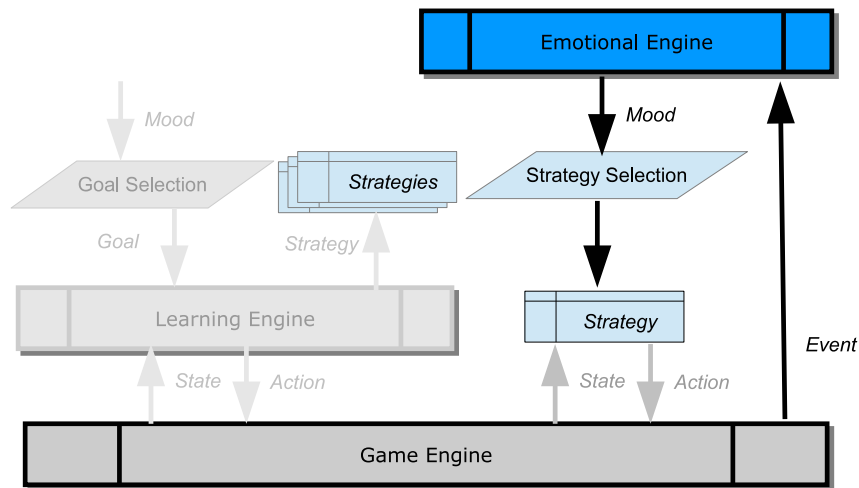 Emotional Engine
Mood
Mood
Goal Selection
Strategies
Strategy Selection
Goal
Strategy
Learning Engine
Strategy
Event
State
Action
State
Action
Game Engine